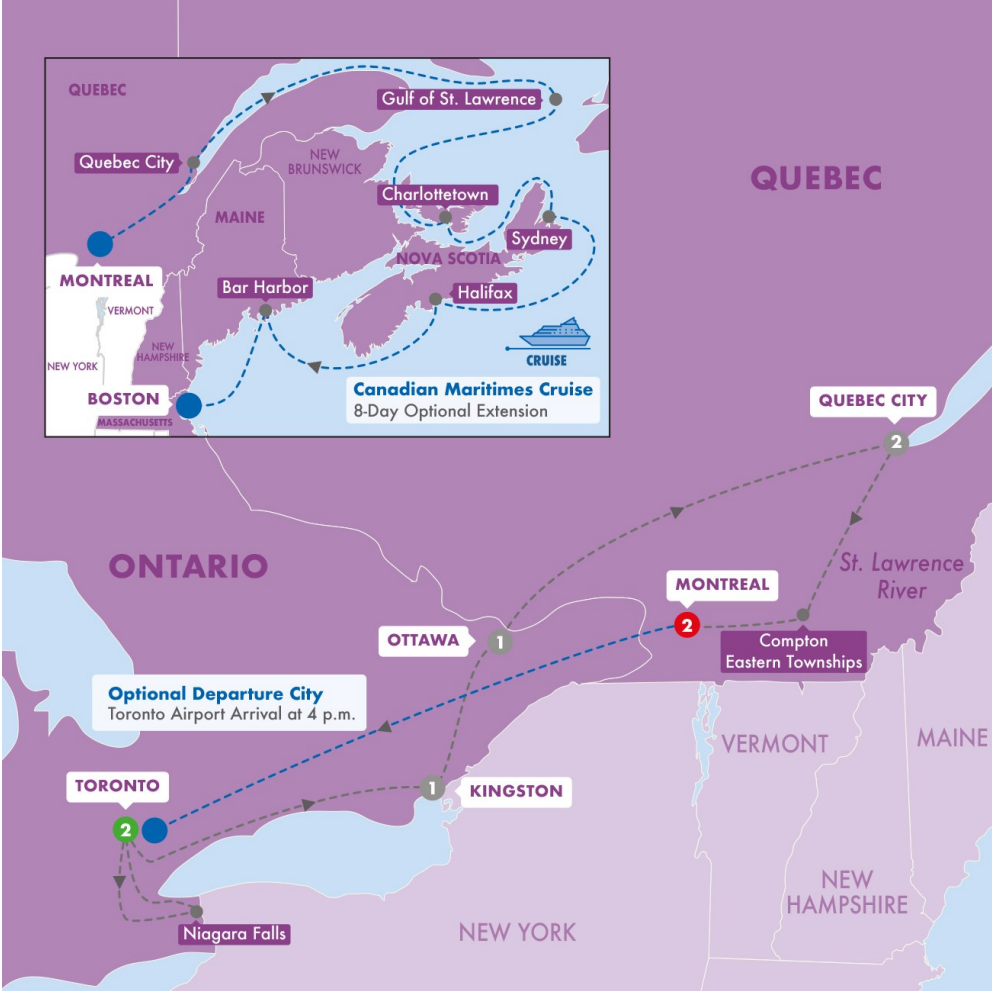 QUEBEC
Gulf of St. Lawrence
Quebec City
NEW
BRUNSWICK
Charlottetown
MAINE
Sydney
NOVA SCOTIA
MONTREAL
Bar Harbor
Halifax
VERMONT
NEW
HAMPSHIRE
NEW YORK
CRUISE
BOSTON
MASSACHUSETTS
Canadian Maritimes Cruise
8-Day Optional Extension
QUEBEC
QUEBEC CITY
2
ONTARIO
St. Lawrence
River
MONTREAL
2
OTTAWA
1
Compton
Eastern Townships
Optional Departure City
Toronto Airport Arrival at 4 p.m.
VERMONT
MAINE
TORONTO
2
1
KINGSTON
Niagara Falls
NEW YORK
NEW
HAMPSHIRE